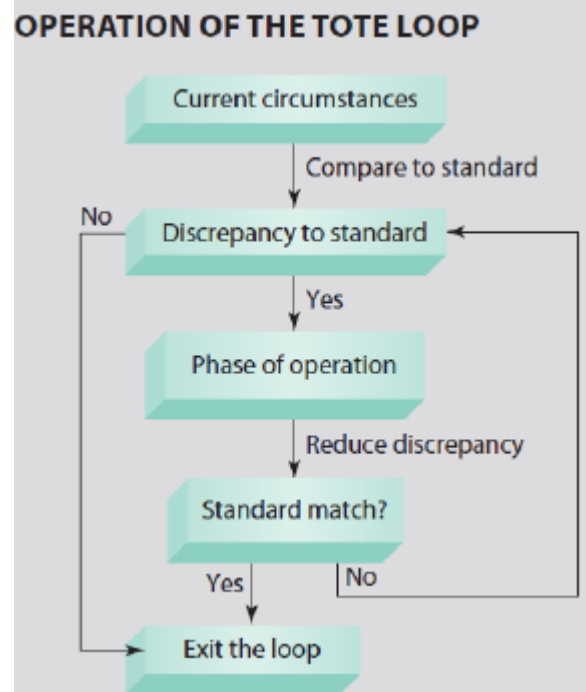 OPERATION OF THE TOTE LOOP
Current circumstances
Compare to standard
No
Discrepancy to standard
Yes
Phase of operation
Reduce discrepancy
Standard match?
Yes
No
Exit the loop